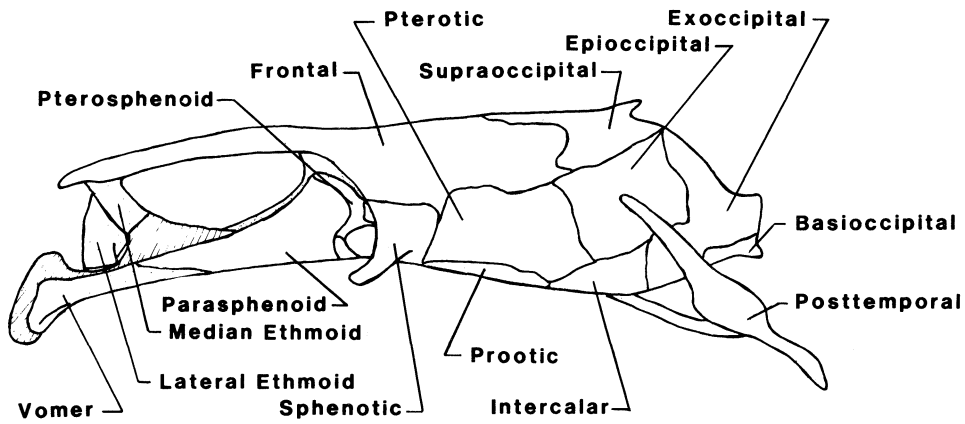 Pterotic
Exoccipital
Epioccipital
Frontal
Supraoccipital
Pterosphenoid
Basioccipital
Parasphenoid
Posttemporal
Median Ethmoid
Prootic
Lateral Ethmoid
Vomer
Sphenotic
Intercalar